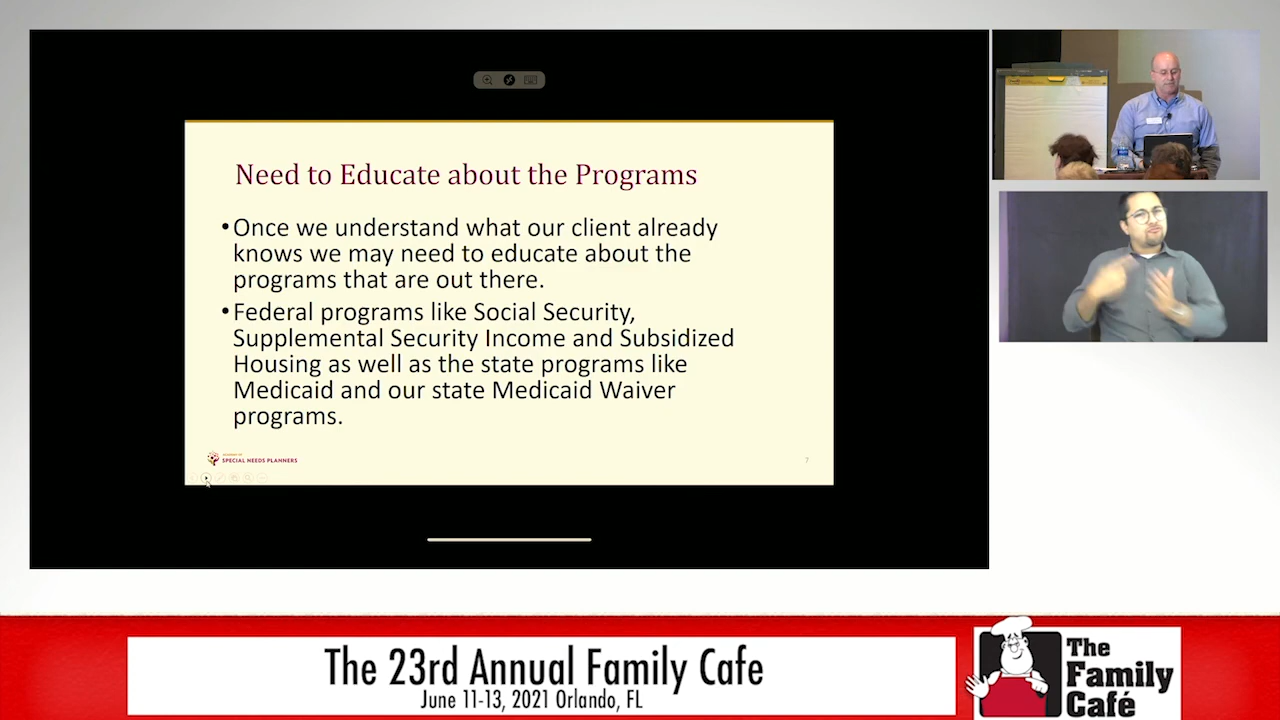 Need to Educate about the Programs
•Once we understand what our client already
knows we may need to educate about the
programs that are out there.
•Federal programs like Social Security,
Supplemental Security Income and Subsidized
Housing as well as the state programs like
Medicaid and our state Medicaid Waiver
programs.
SPECIAL NEEDS PLANNERS
7
The 23rd Annual Family Cafe
June 11-13, 2021 Orlando, FL
The
Family
Café